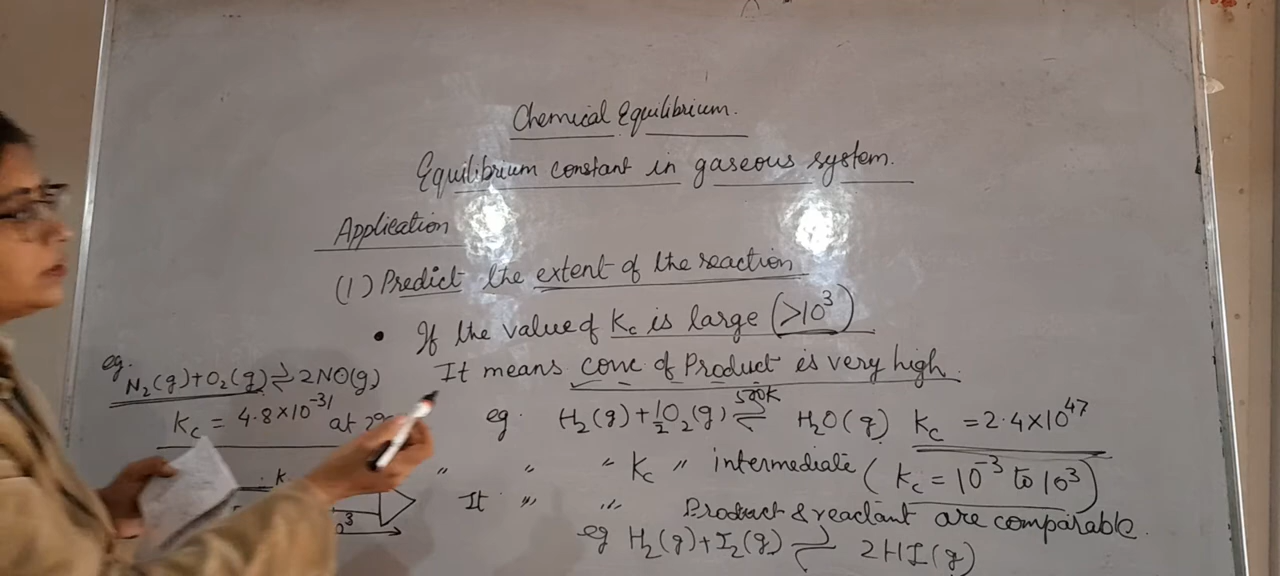 Chemical Equilibrium.
Equilibrium constant in gaseous system.
Application
(1) Predict the extent of the reaction
• If the value of Kc is large (>10³)
It means conc of Product is very high.
eg. H₂(g)+½O₂(g) ⇌ H₂O(g) Kc = 2.4×10⁴⁷
500K
" " " Kc " intermediate (Kc = 10⁻³ to 10³)
It " " Product & reactant are comparable.
eg H₂(g)+I₂(g) ⇌ 2HI(g)
eg.
N₂(g)+O₂(g) ⇌ 2NO(g)
Kc = 4.8×10⁻³¹ at